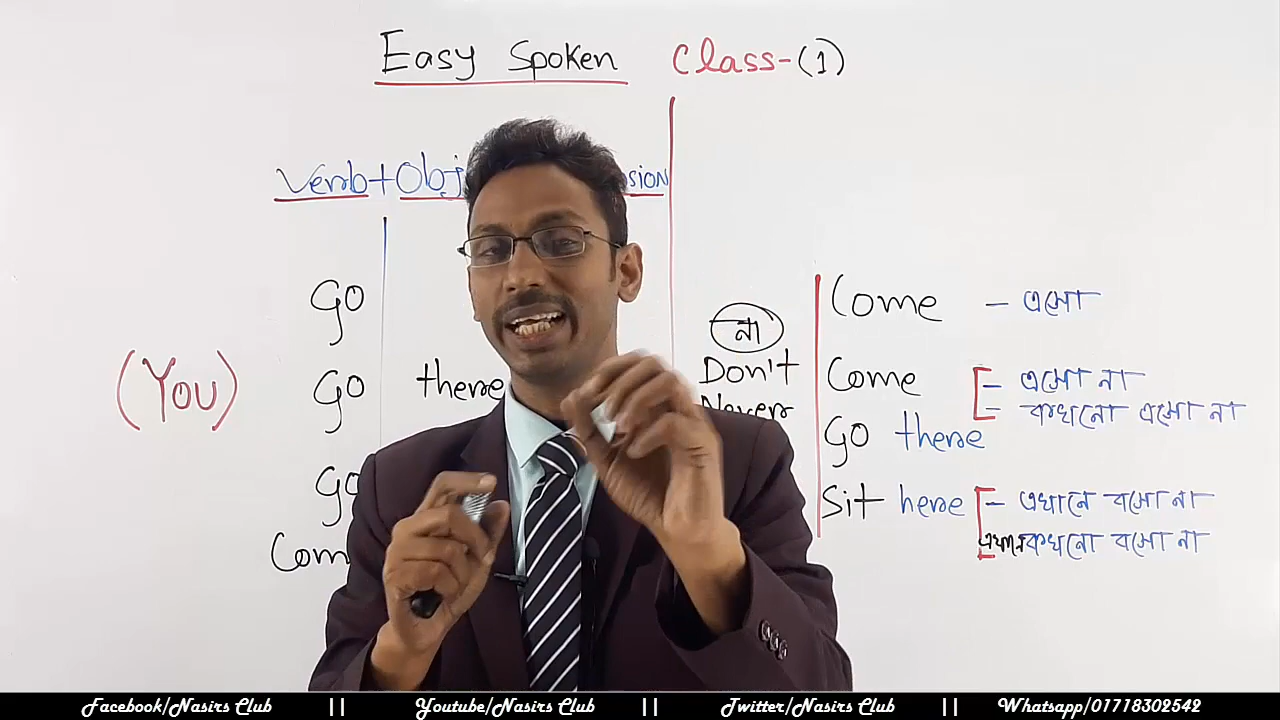 Easy Spoken Class-(1)
Verb + Obj
Go
(You) Go there
Go
Com
না
Don't
Never
Come - এসো
Come - এসো না
- কখনো এসো না
Go there
Sit here - এখানে বসো না
এখানে কখনো বসো না
Facebook/Nasirs Club || Youtube/Nasirs Club || Twitter/Nasirs Club || Whatsapp/01718302542